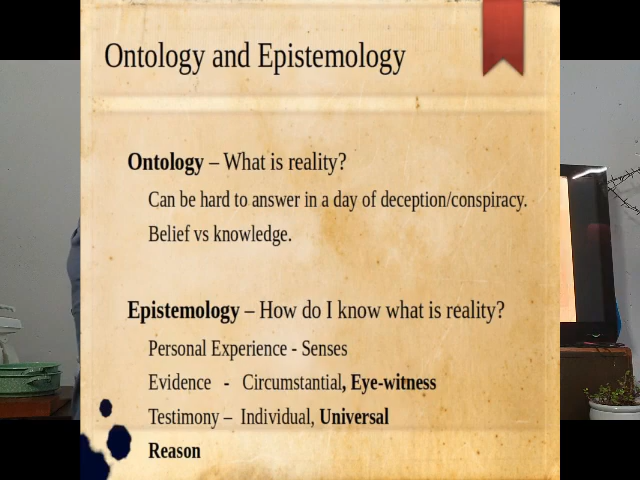 Ontology and Epistemology
Ontology – What is reality?
Can be hard to answer in a day of deception/conspiracy.
Belief vs knowledge.
Epistemology – How do I know what is reality?
Personal Experience - Senses
Evidence - Circumstantial, Eye-witness
Testimony – Individual, Universal
Reason